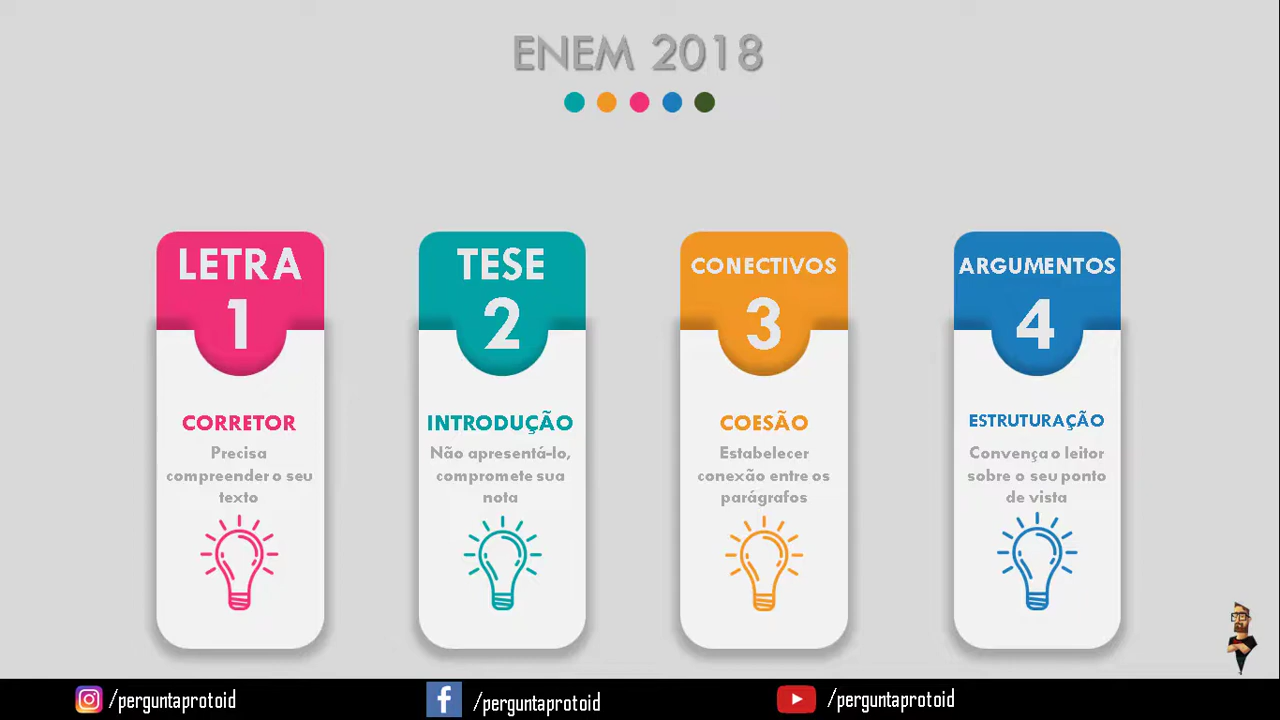 ENEM 2018
LETRA
1
CORRETOR
Precisa
compreender o seu
texto
TESE
2
INTRODUÇÃO
Não apresentá-lo,
compromete sua
nota
CONECTIVOS
3
COESÃO
Estabelecer
conexão entre os
parágrafos
ARGUMENTOS
4
ESTRUTURAÇÃO
Convença o leitor
sobre o seu ponto
de vista
/perguntaprotoid
/perguntaprotoid
/perguntaprotoid